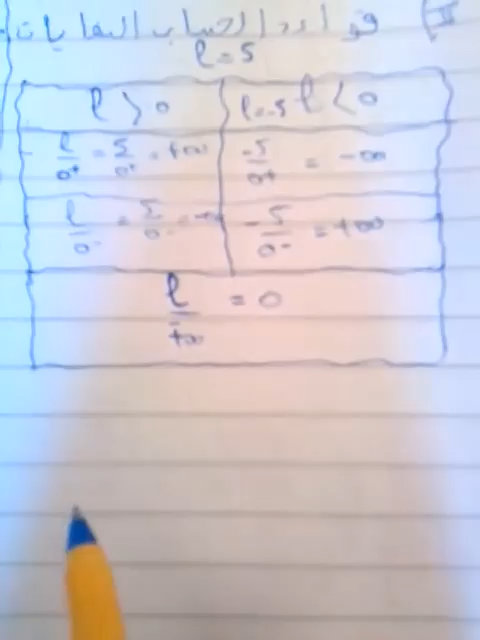 II) قواعد الحساب النهايات
l = 5
l > 0 l=-5 l < 0
l/0⁺ = 5/0⁺ = +∞ -5/0⁺ = -∞
l/0⁻ = 5/0⁻ = -∞ -5/0⁻ = +∞
l/±∞ = 0